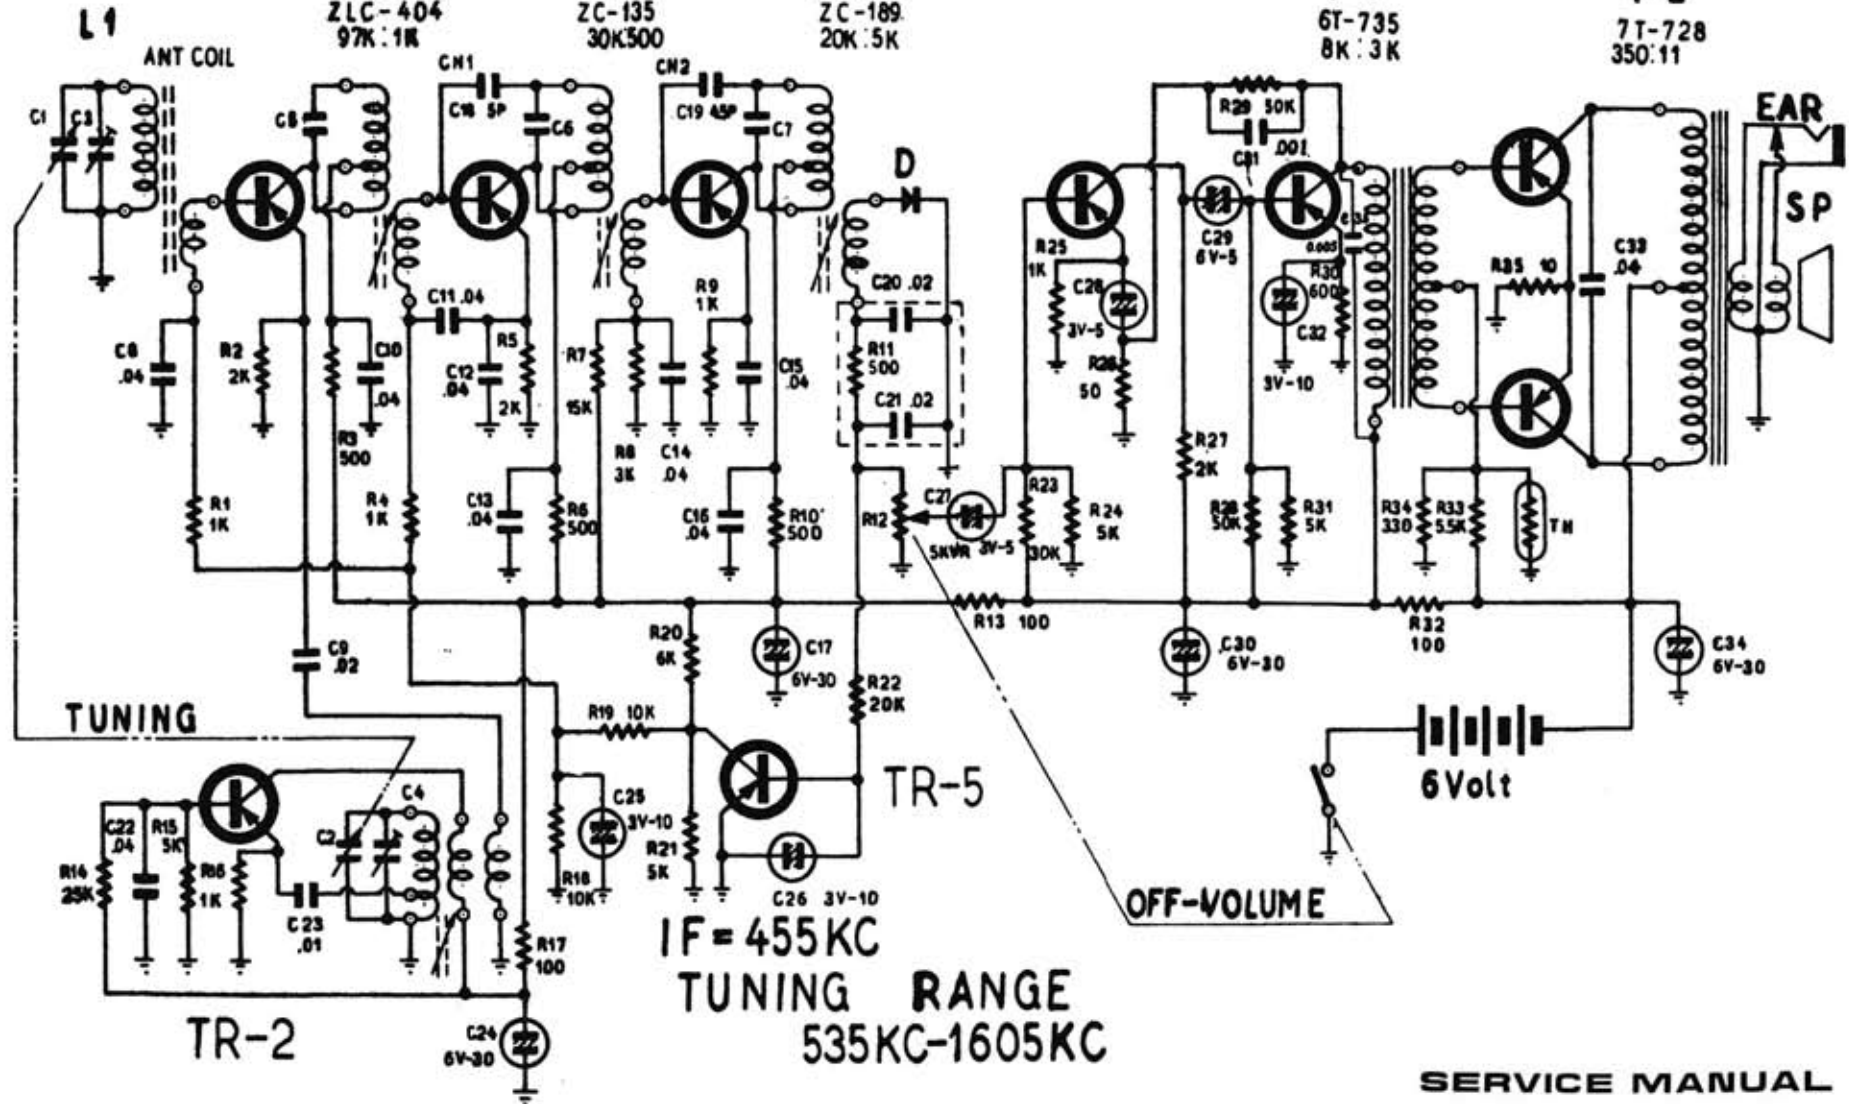 L1
ANT COIL
ZLC-404
97K:1K
ZC-135
30K:500
ZC-189
20K:5K
6T-735
8K:3K
7T-728
350:11
C1
C3
C5
CN1
C18 5P
C6
CN2
C19 4.5P
C7
D
R29 50K
C31 .001
EAR
SP
C29
6V-5
0.005
R25
1K
C28
3V-5
R26
50
R30
600
C32
3V-10
R35 10
C33
.04
C8
.04
R2
2K
C10
.04
R3
500
C11 .04
C12
.04
R5
2K
R7
15K
R8
3K
C14
.04
R9
1K
C15
.04
C20 .02
R11
500
C21 .02
R1
1K
R4
1K
C13
.04
R6
500
C16
.04
R10
500
R12
5KVR
C27
3V-5
R23
30K
R24
5K
R27
2K
R28
50K
R31
5K
R34
330
R33
5.5K
TH
R13 100
R32
100
C9
.02
R20
6K
C17
6V-30
R22
20K
C30
6V-30
C34
6V-30
TUNING
R19 10K
TR-5
6Volt
C22
.04
R15
5K
R14
25K
R16
1K
C23
.01
C2
C4
C25
3V-10
R18
10K
R21
5K
C26 3V-10
OFF-VOLUME
R17
100
IF=455KC
TUNING RANGE
535KC-1605KC
TR-2
C24
6V-30
SERVICE MANUAL